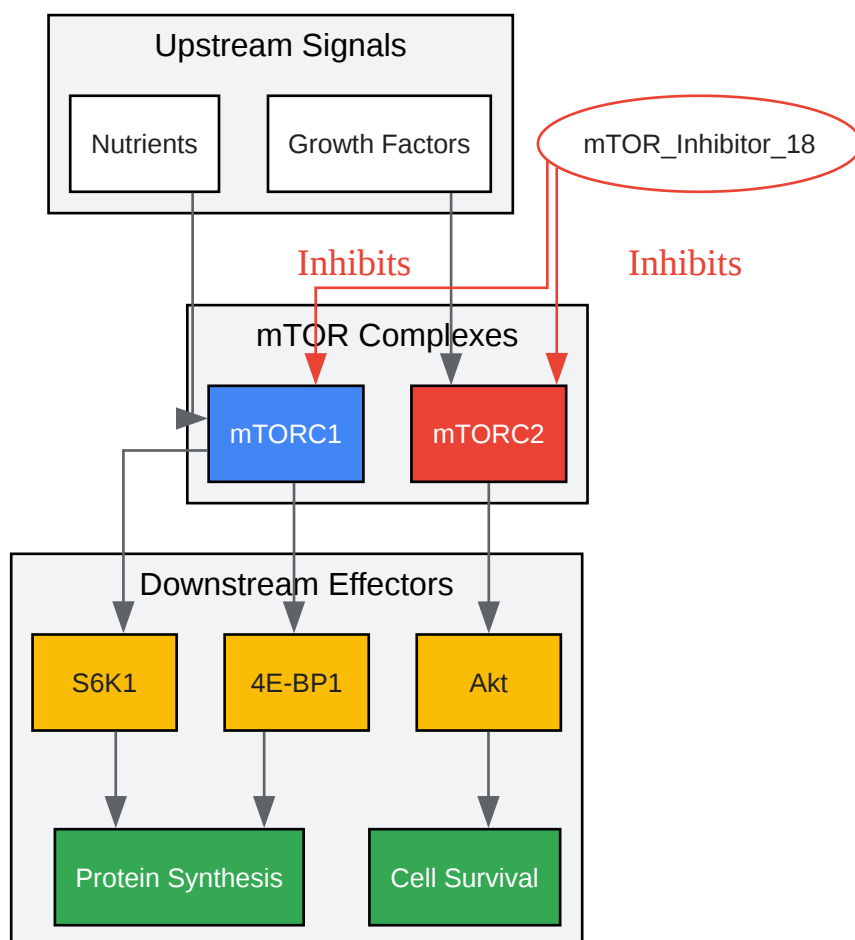 Upstream Signals
Nutrients
Growth Factors
mTOR_Inhibitor_18
Inhibits
Inhibits
mTOR Complexes
mTORC1
mTORC2
Downstream Effectors
S6K1
4E-BP1
Akt
Protein Synthesis
Cell Survival